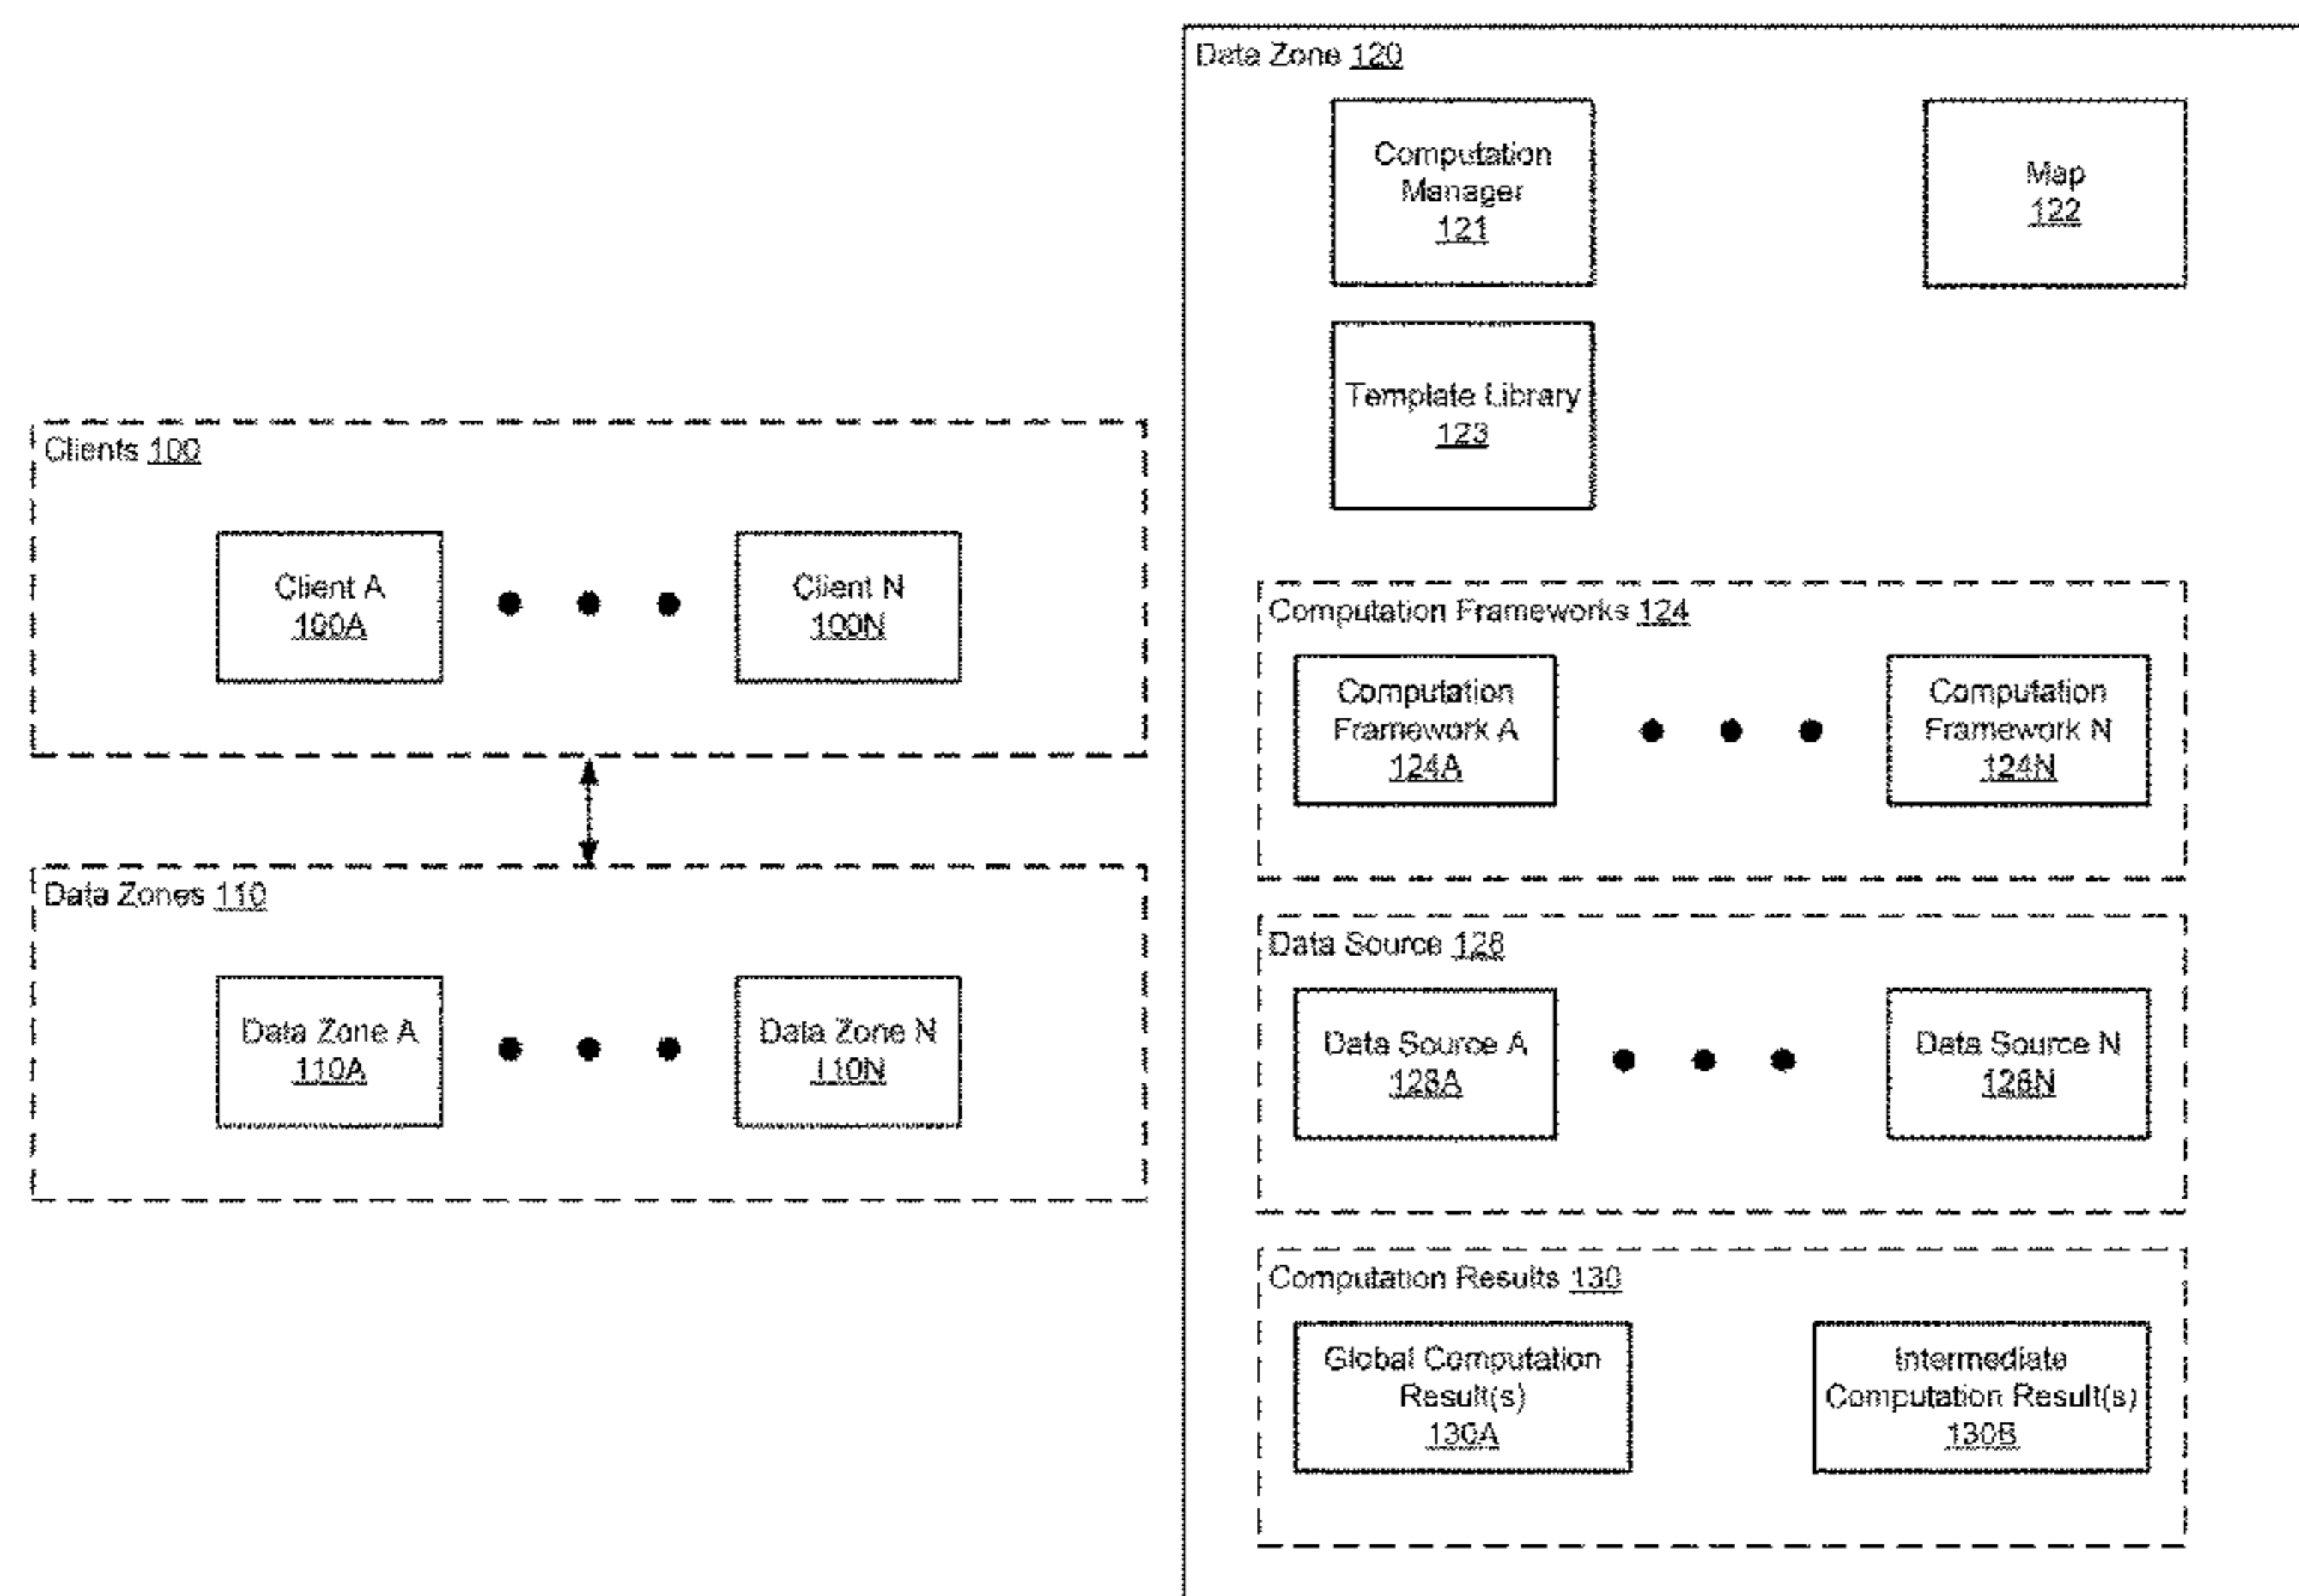 Clients 100
Client A
100A
Client N
100N
Data Zones 110
Data Zone A
110A
Data Zone N
110N
Data Zone 120
Computation
Manager
121
Map
122
Template Library
123
Computation Frameworks 124
Computation
Framework A
124A
Computation
Framework N
124N
Data Source 128
Data Source A
128A
Data Source N
128N
Computation Results 130
Global Computation
Result(s)
130A
Intermediate
Computation Result(s)
130B